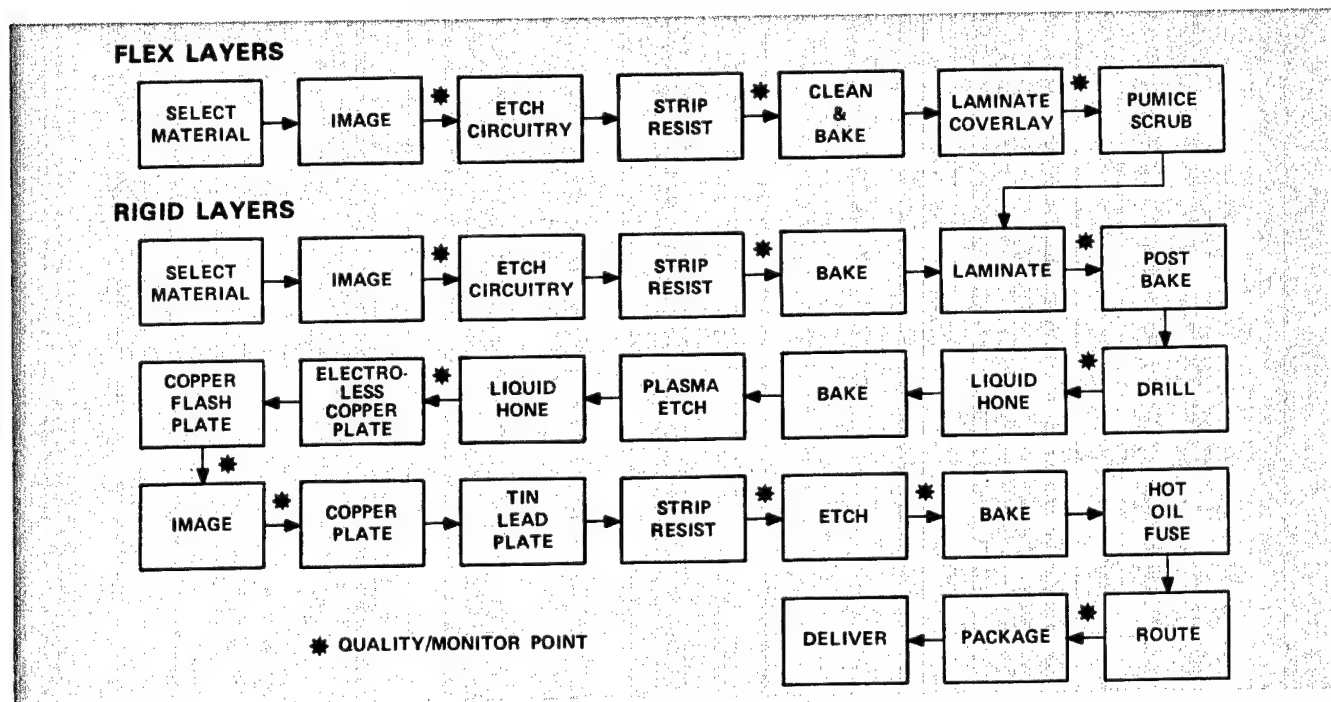 FLEX LAYERS
SELECT
MATERIAL
IMAGE
ETCH
CIRCUITRY
STRIP
RESIST
CLEAN
&
BAKE
LAMINATE
COVERLAY
PUMICE
SCRUB
RIGID LAYERS
SELECT
MATERIAL
IMAGE
ETCH
CIRCUITRY
STRIP
RESIST
BAKE
LAMINATE
POST
BAKE
COPPER
FLASH
PLATE
ELECTRO-
LESS
COPPER
PLATE
LIQUID
HONE
PLASMA
ETCH
BAKE
LIQUID
HONE
DRILL
IMAGE
COPPER
PLATE
TIN
LEAD
PLATE
STRIP
RESIST
ETCH
BAKE
HOT
OIL
FUSE
DELIVER
PACKAGE
ROUTE
QUALITY/MONITOR POINT